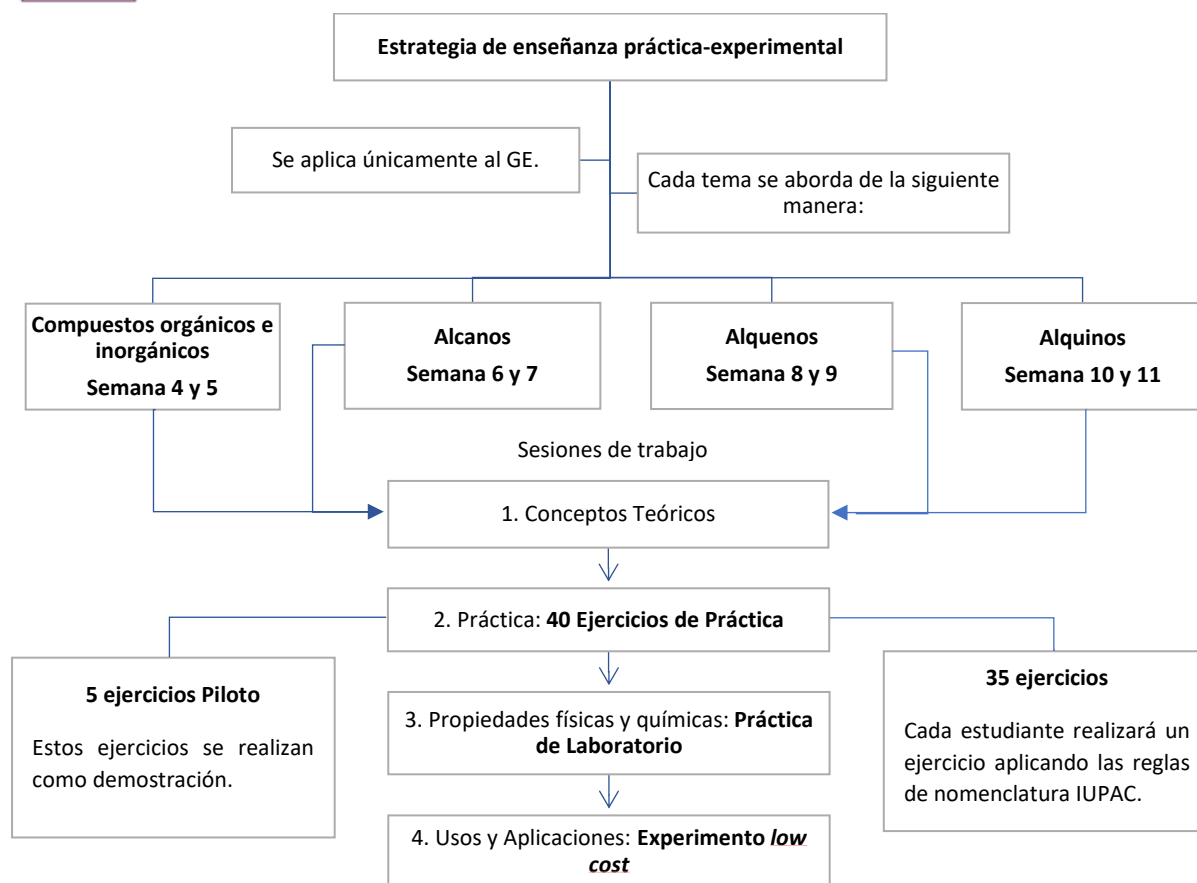 Estrategia de enseñanza práctica-experimental
Se aplica únicamente al GE.
Cada tema se aborda de la siguiente
manera:
Compuestos orgánicos e
inorgánicos
Semana 4 y 5
Alcanos
Semana 6 y 7
Alquenos
Semana 8 y 9
Alquinos
Semana 10 y 11
Sesiones de trabajo
1. Conceptos Teóricos
2. Práctica: 40 Ejercicios de Práctica
5 ejercicios Piloto
Estos ejercicios se realizan
como demostración.
35 ejercicios
Cada estudiante realizará un
ejercicio aplicando las reglas
de nomenclatura IUPAC.
3. Propiedades físicas y químicas: Práctica
de Laboratorio
4. Usos y Aplicaciones: Experimento low
cost